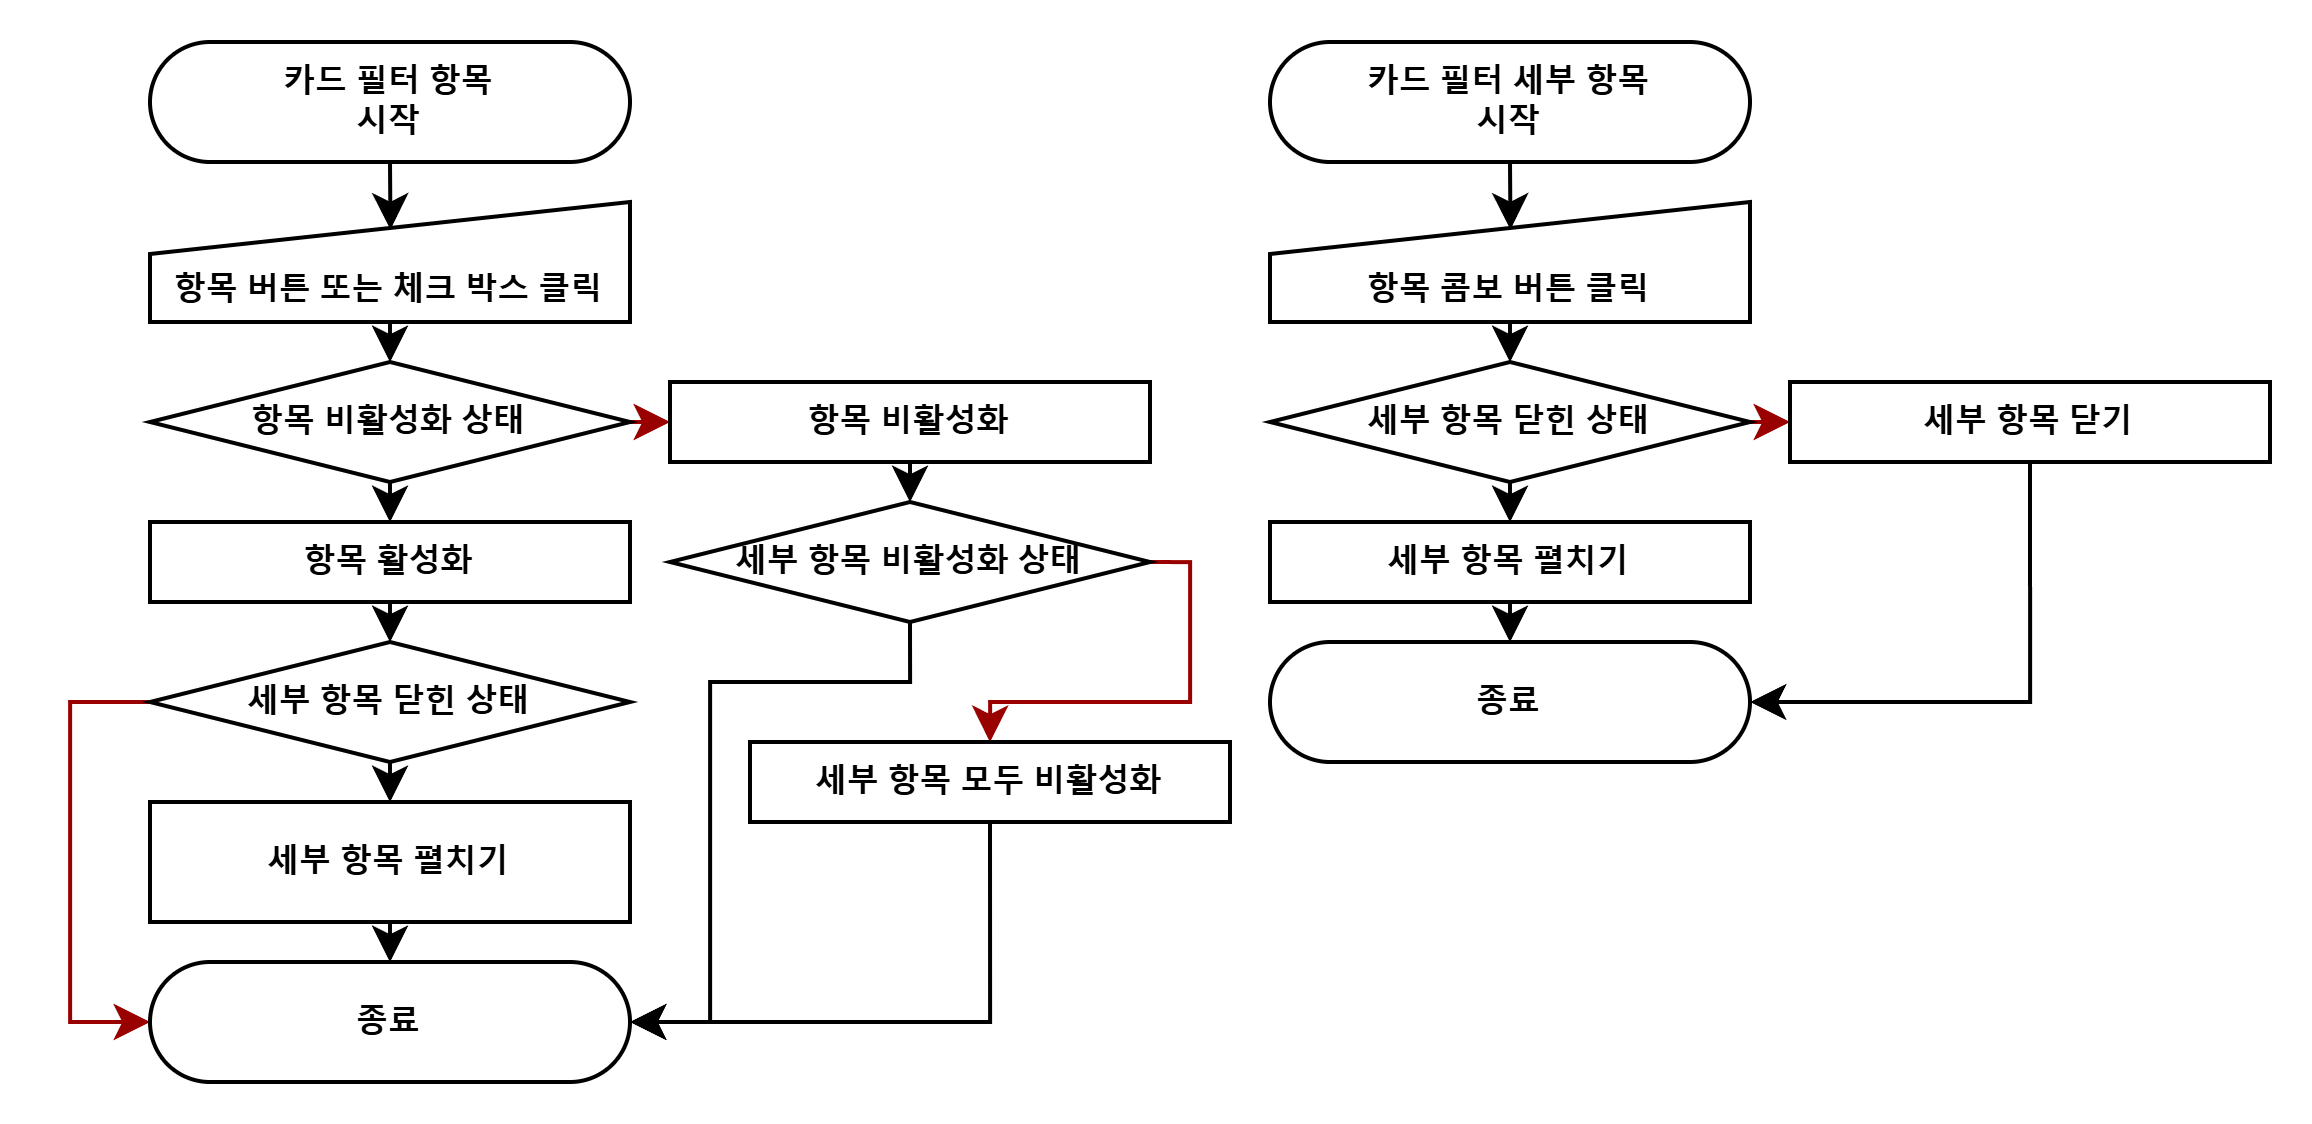 카드 필터 항목
시작
항목 버튼 또는 체크 박스 클릭
항목 비활성화 상태
항목 비활성화
항목 활성화
세부 항목 비활성화 상태
세부 항목 닫힌 상태
세부 항목 모두 비활성화
세부 항목 펼치기
종료
카드 필터 세부 항목
시작
항목 콤보 버튼 클릭
세부 항목 닫힌 상태
세부 항목 닫기
세부 항목 펼치기
종료